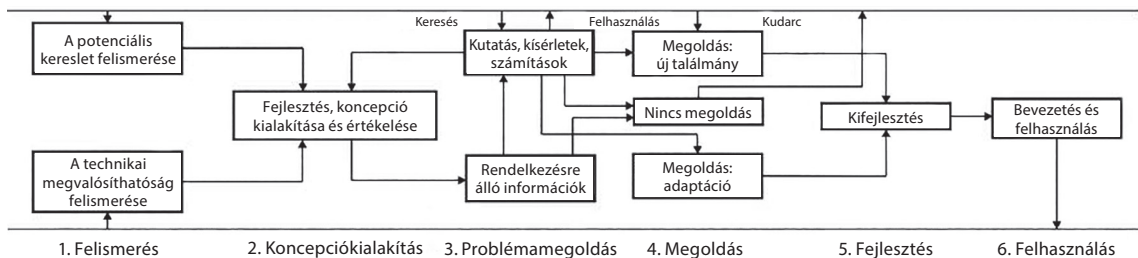 Keresés
Felhasználás
Kudarc
A potenciális
kereslet felismerése
Kutatás, kísérletek,
számítások
Megoldás:
új találmány
Fejlesztés, koncepció
kialakítása és értékelése
Nincs megoldás
Kifejlesztés
Bevezetés és
felhasználás
A technikai
megvalósíthatóság
felismerése
Rendelkezésre
álló információk
Megoldás:
adaptáció
1. Felismerés
2. Koncepciókialakítás
3. Problémamegoldás
4. Megoldás
5. Fejlesztés
6. Felhasználás